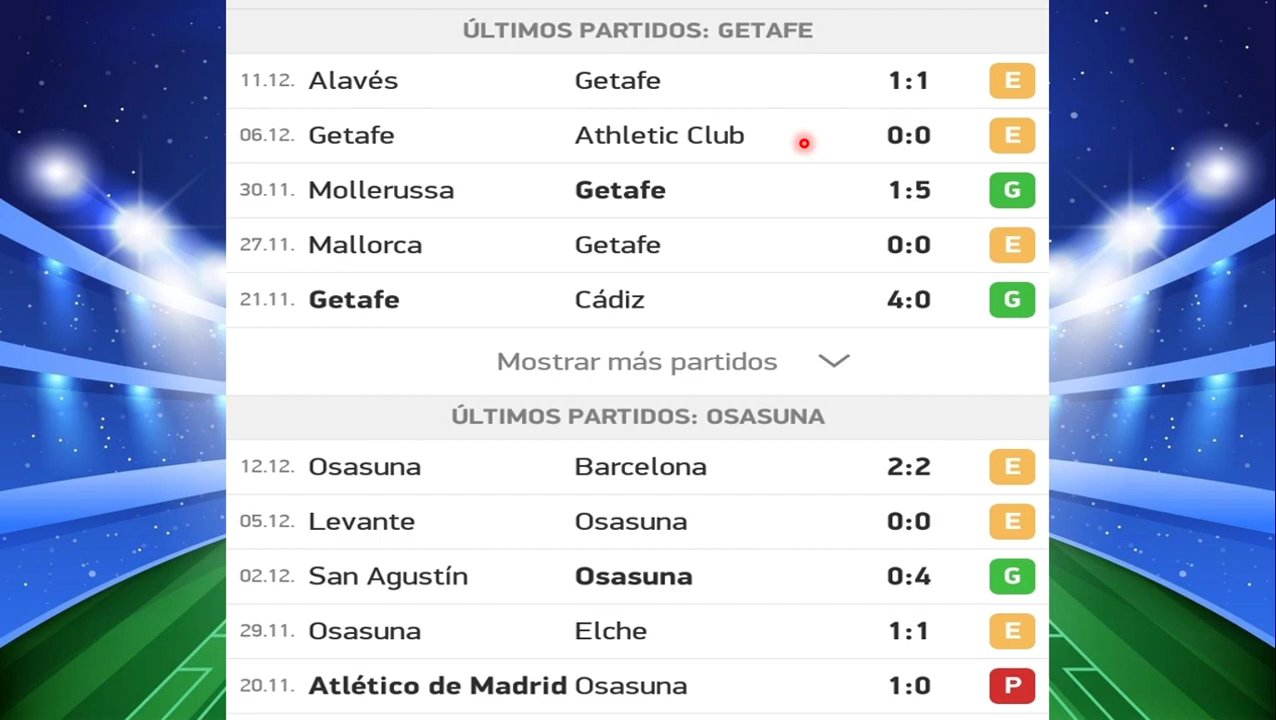 ÚLTIMOS PARTIDOS: GETAFE
11.12. Alavés Getafe 1:1 E
06.12. Getafe Athletic Club 0:0 E
30.11. Mollerussa Getafe 1:5 G
27.11. Mallorca Getafe 0:0 E
21.11. Getafe Cádiz 4:0 G
Mostrar más partidos
ÚLTIMOS PARTIDOS: OSASUNA
12.12. Osasuna Barcelona 2:2 E
05.12. Levante Osasuna 0:0 E
02.12. San Agustín Osasuna 0:4 G
29.11. Osasuna Elche 1:1 E
20.11. Atlético de Madrid Osasuna 1:0 P